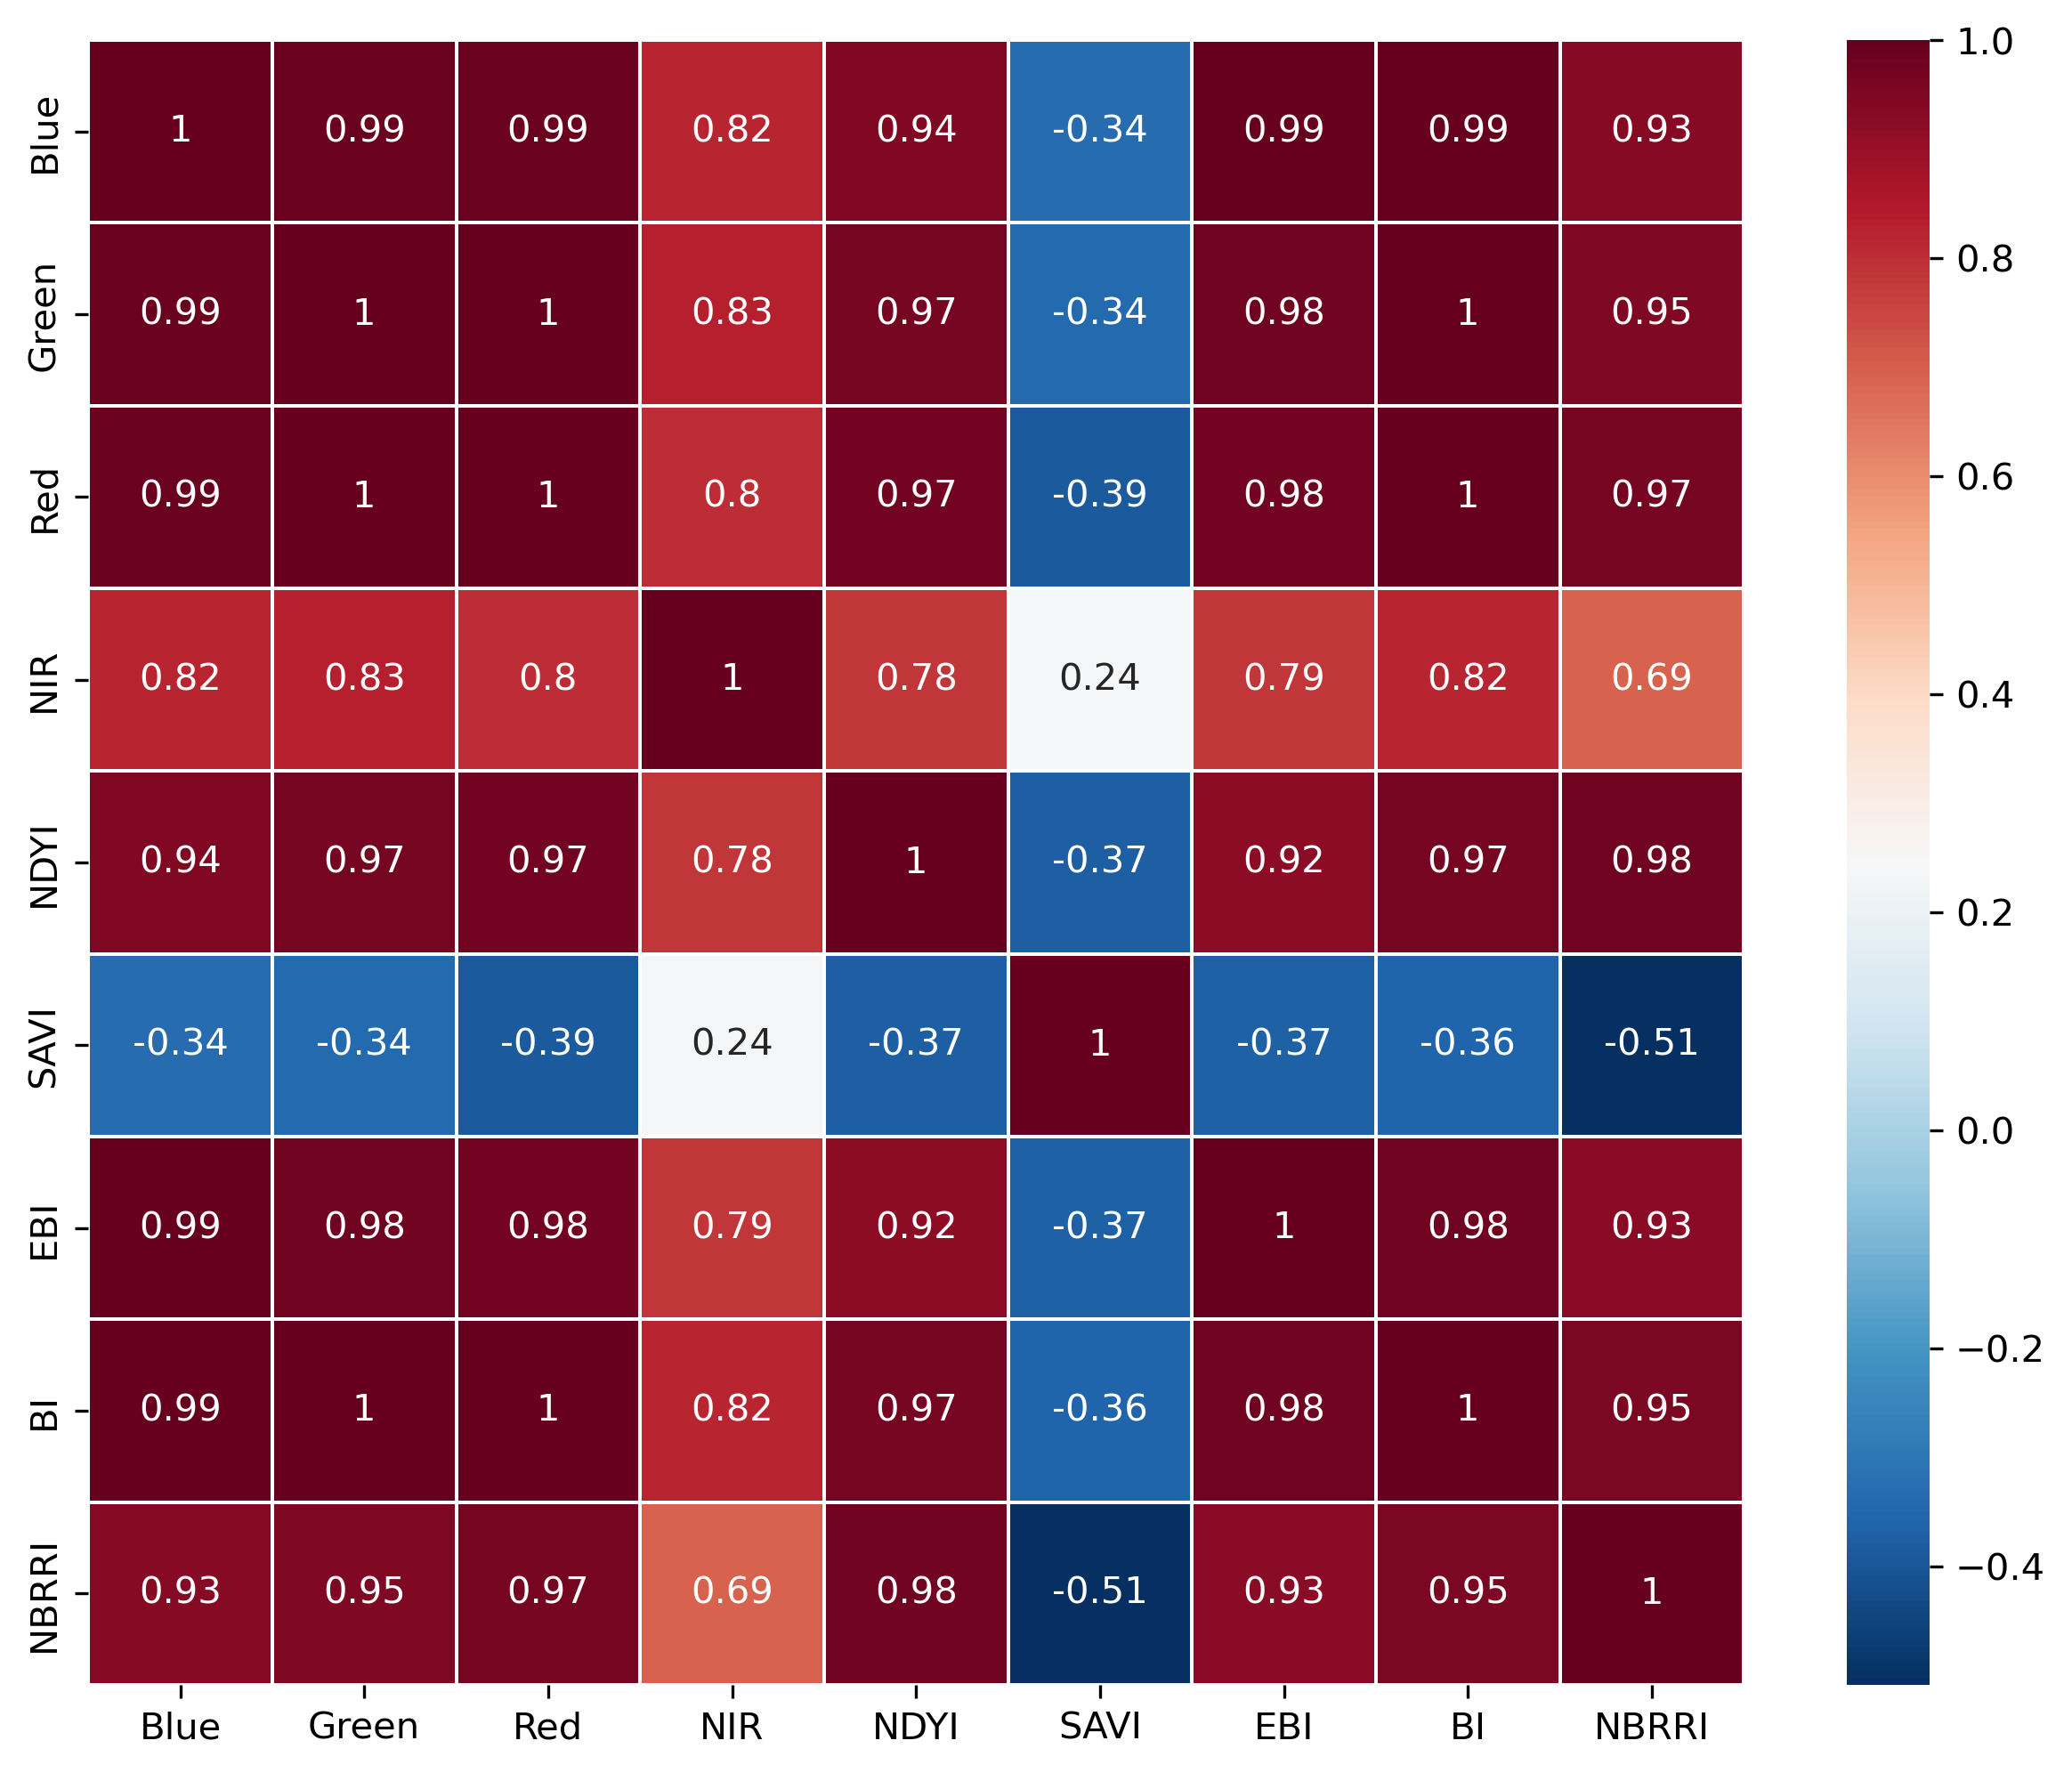 Blue 1 0.99 0.99 0.82 0.94 -0.34 0.99 0.99 0.93
Green 0.99 1 1 0.83 0.97 -0.34 0.98 1 0.95
Red 0.99 1 1 0.8 0.97 -0.39 0.98 1 0.97
NIR 0.82 0.83 0.8 1 0.78 0.24 0.79 0.82 0.69
NDYI 0.94 0.97 0.97 0.78 1 -0.37 0.92 0.97 0.98
SAVI -0.34 -0.34 -0.39 0.24 -0.37 1 -0.37 -0.36 -0.51
EBI 0.99 0.98 0.98 0.79 0.92 -0.37 1 0.98 0.93
BI 0.99 1 1 0.82 0.97 -0.36 0.98 1 0.95
NBRRI 0.93 0.95 0.97 0.69 0.98 -0.51 0.93 0.95 1
Blue Green Red NIR NDYI SAVI EBI BI NBRRI
1.0
0.8
0.6
0.4
0.2
0.0
−0.2
−0.4